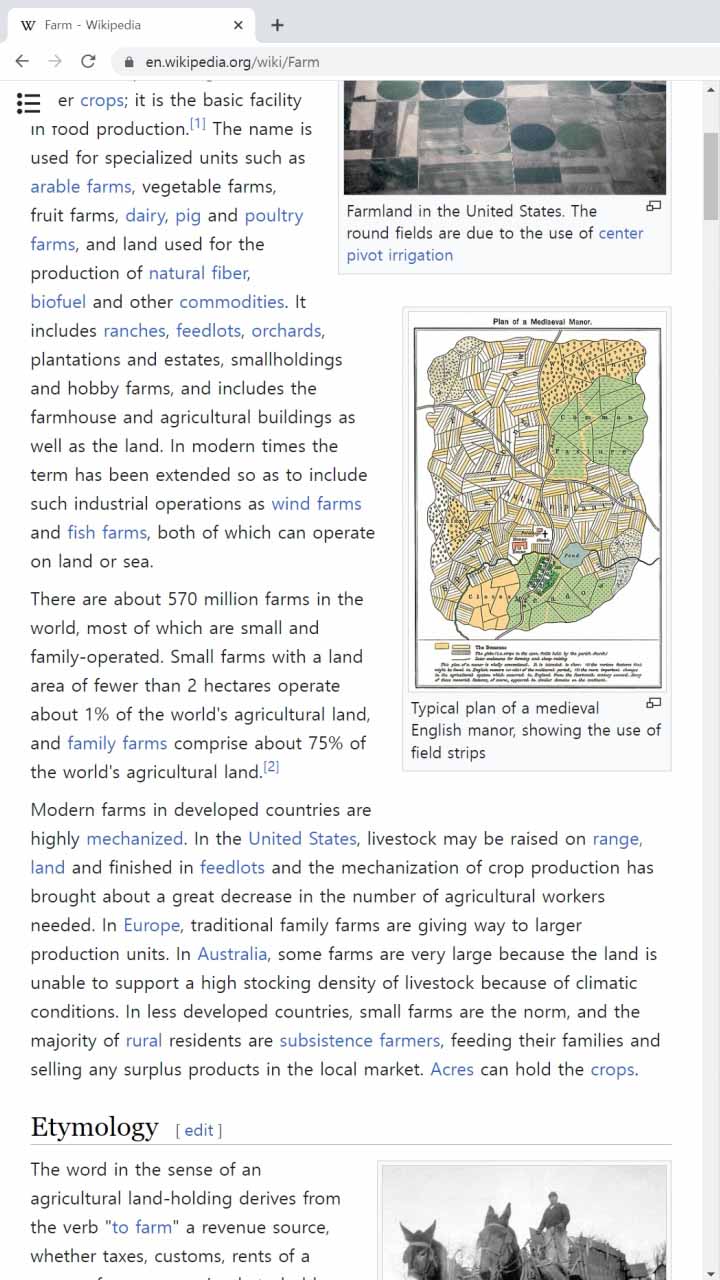 W Farm - Wikipedia
en.wikipedia.org/wiki/Farm
er crops; it is the basic facility
in food production.[1] The name is
used for specialized units such as
arable farms, vegetable farms,
fruit farms, dairy, pig and poultry
farms, and land used for the
production of natural fiber,
biofuel and other commodities. It
includes ranches, feedlots, orchards,
plantations and estates, smallholdings
and hobby farms, and includes the
farmhouse and agricultural buildings as
well as the land. In modern times the
term has been extended so as to include
such industrial operations as wind farms
and fish farms, both of which can operate
on land or sea.
Farmland in the United States. The
round fields are due to the use of center
pivot irrigation
Plan of a Mediaeval Manor.
Common
Pasture
Pond
The Demesne
Typical plan of a medieval
English manor, showing the use of
field strips
There are about 570 million farms in the
world, most of which are small and
family-operated. Small farms with a land
area of fewer than 2 hectares operate
about 1% of the world's agricultural land,
and family farms comprise about 75% of
the world's agricultural land.[2]
Modern farms in developed countries are
highly mechanized. In the United States, livestock may be raised on range,
land and finished in feedlots and the mechanization of crop production has
brought about a great decrease in the number of agricultural workers
needed. In Europe, traditional family farms are giving way to larger
production units. In Australia, some farms are very large because the land is
unable to support a high stocking density of livestock because of climatic
conditions. In less developed countries, small farms are the norm, and the
majority of rural residents are subsistence farmers, feeding their families and
selling any surplus products in the local market. Acres can hold the crops.
Etymology [ edit ]
The word in the sense of an
agricultural land-holding derives from
the verb "to farm" a revenue source,
whether taxes, customs, rents of a